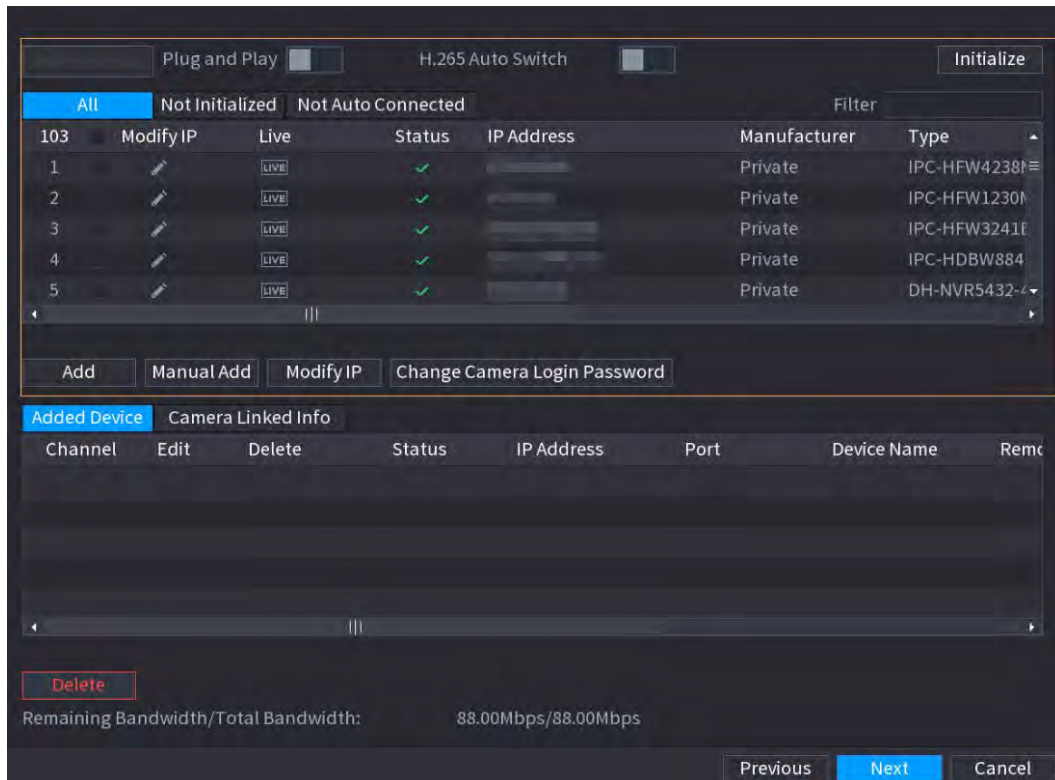 Plug and Play H.265 Auto Switch Initialize
All Not Initialized Not Auto Connected Filter
103 Modify IP Live Status IP Address Manufacturer Type
1 LIVE Private IPC-HFW4238
2 LIVE Private IPC-HFW1230
3 LIVE Private IPC-HFW3241
4 LIVE Private IPC-HDBW884
5 LIVE Private DH-NVR5432-
Add Manual Add Modify IP Change Camera Login Password
Added Device Camera Linked Info
Channel Edit Delete Status IP Address Port Device Name Remo
Delete
Remaining Bandwidth/Total Bandwidth: 88.00Mbps/88.00Mbps
Previous Next Cancel